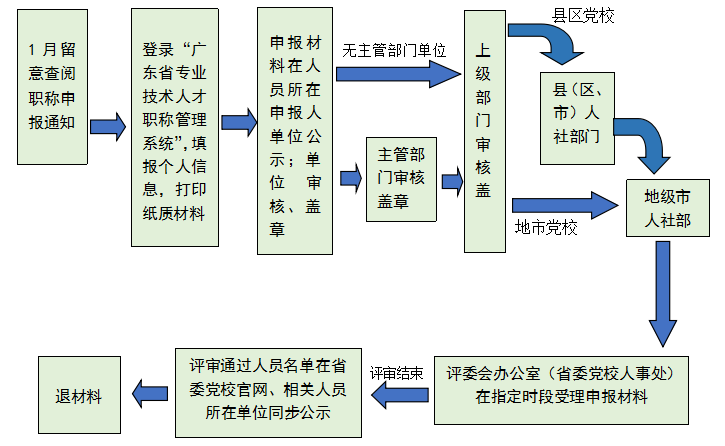 1 月留
意查阅
职称申
报通知
登录“广
东省专业
技术人才
职称管理
系统”,填
报个人信
息，打印
纸质材料
申报材
料在人
员所在
申报人
单位公
示；单
位 审
核、盖
章
无主管部门单位
主管部
门审核
盖章
上
级
部
门
审
核
盖
县区党校
县（区、
市）人
社部门
地市党校
地级市
人社部
评委会办公室（省委党校人事处）
在指定时段受理申报材料
评审结束
评审通过人员名单在省
委党校官网、相关人员
所在单位同步公示
退材料